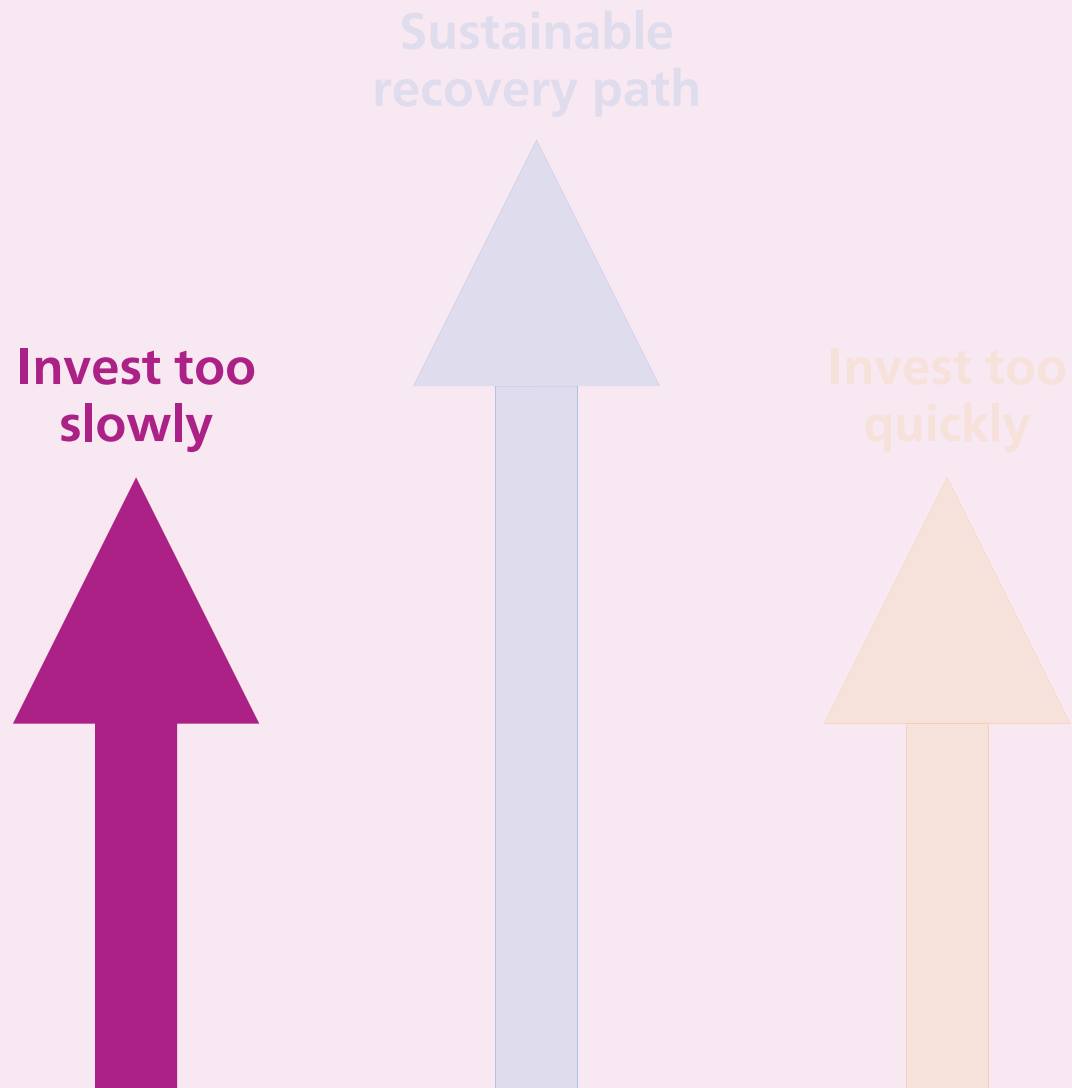 Sustainable
recovery path
Invest too
slowly
Invest too
quickly